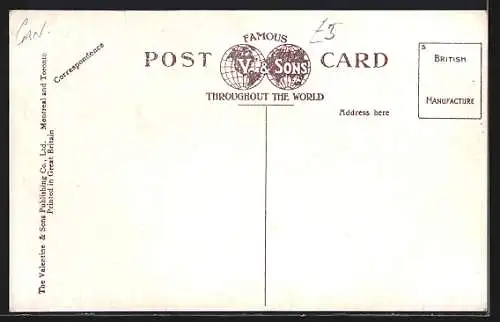 Can.
£5
FAMOUS
POST CARD
V & SONS
THROUGHOUT THE WORLD
Correspondence
Address here
S
BRITISH
MANUFACTURE
The Valentine & Sons Publishing Co., Ltd. Montreal and Toronto
Printed in Great Britain